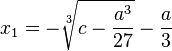 x_1 = -\sqrt[3]{c - \frac{a^3}{27}} - \frac{a}{3}